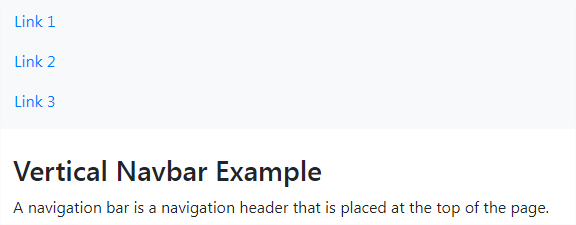 Link 1
Link 2
Link 3
Vertical Navbar Example
A navigation bar is a navigation header that is placed at the top of the page.